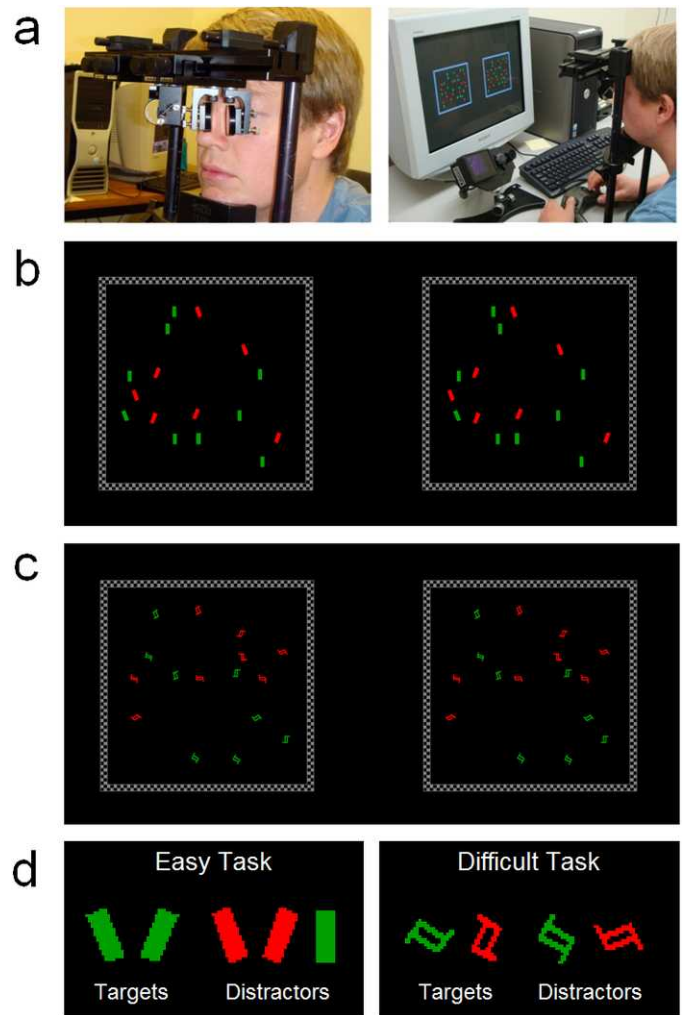 a
b
c
d
Easy Task
Targets
Distractors
Difficult Task
Targets
Distractors